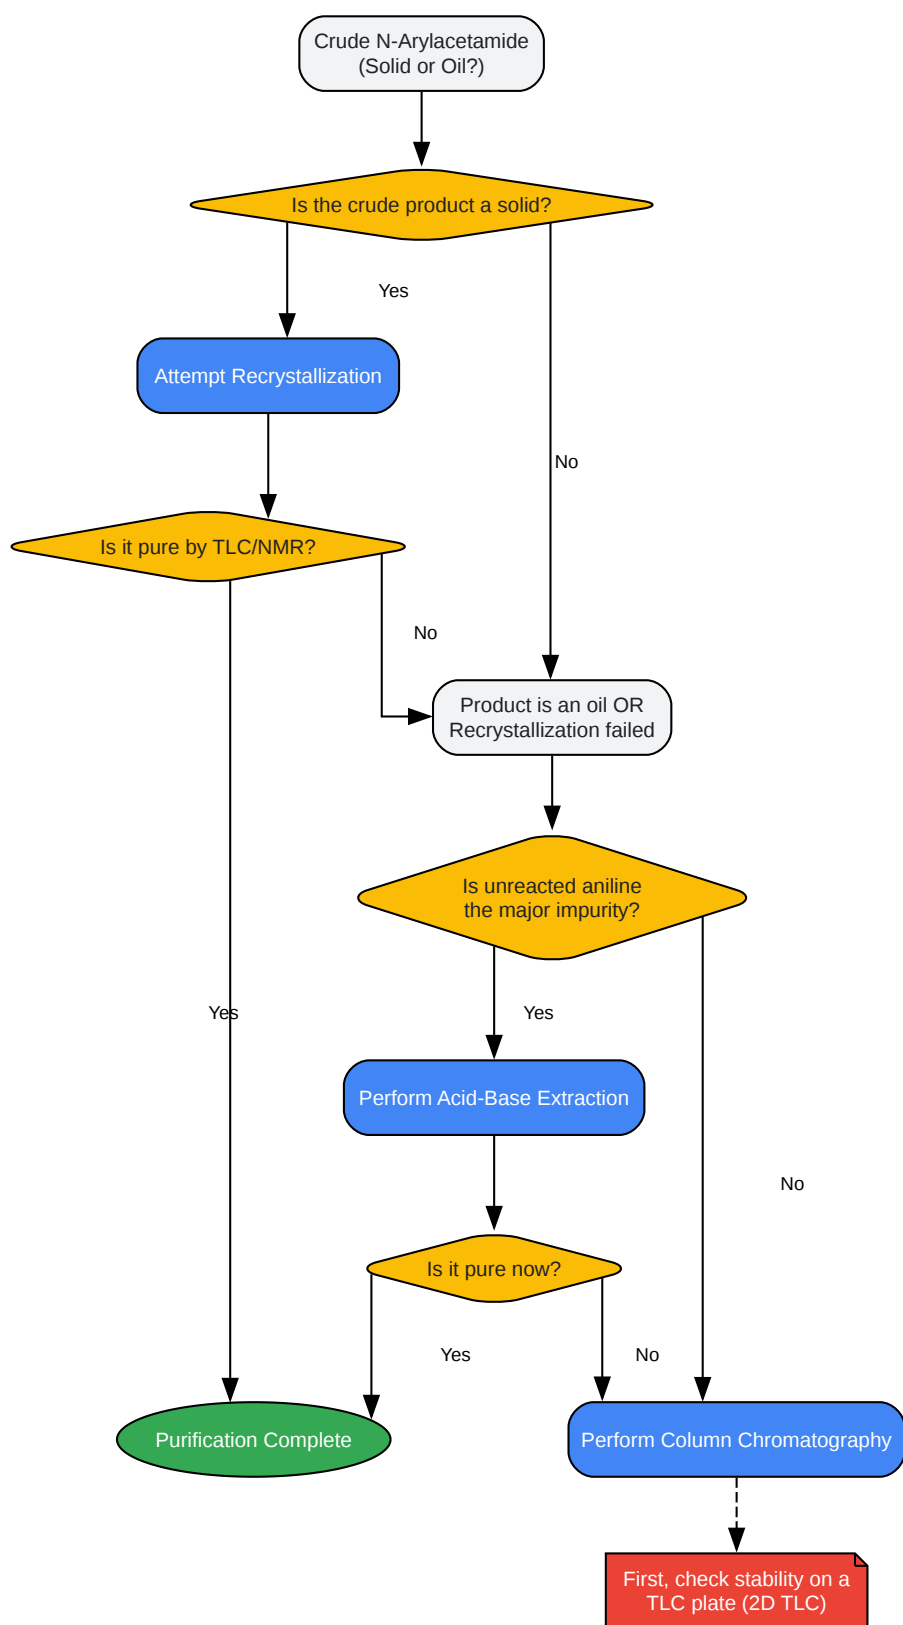 Crude N-Arylacetamide
(Solid or Oil?)
Is the crude product a solid?
Yes
Attempt Recrystallization
No
Is it pure by TLC/NMR?
No
Product is an oil OR
Recrystallization failed
Is unreacted aniline
the major impurity?
Yes
Yes
Perform Acid-Base Extraction
No
Is it pure now?
Yes
No
Purification Complete
Perform Column Chromatography
First, check stability on a
TLC plate (2D TLC)